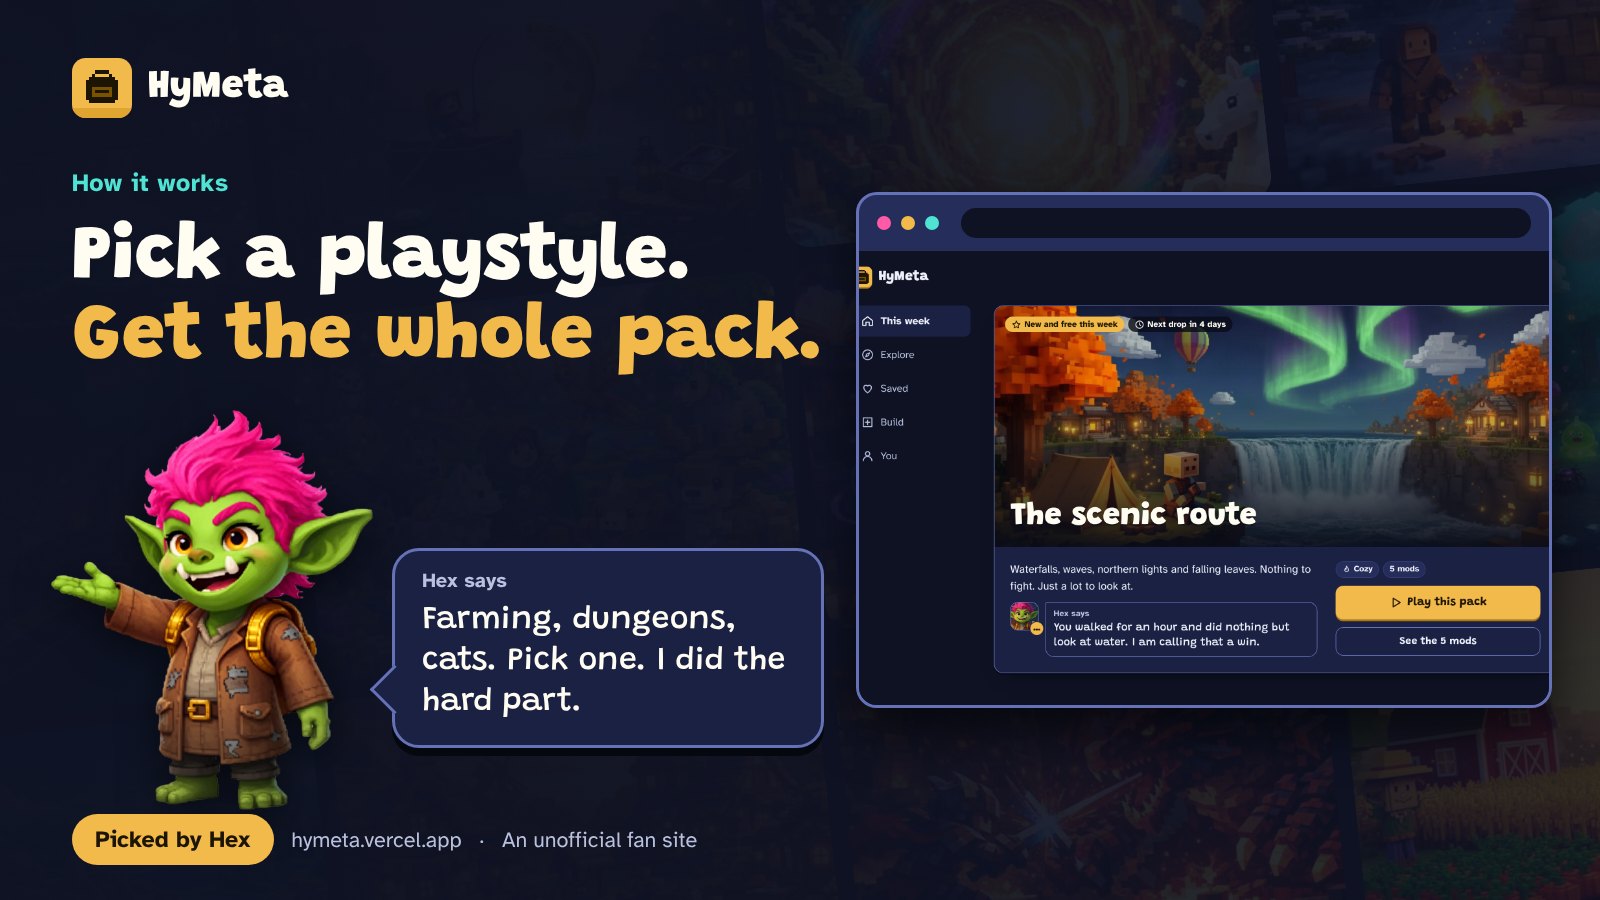 HyMeta
How it works
Pick a playstyle.
Get the whole pack.
Hex says
Farming, dungeons,
cats. Pick one. I did the
hard part.
Picked by Hex
hymeta.vercel.app · An unofficial fan site
HyMeta
This week
Explore
Saved
Build
You
New and free this week
Next drop in 4 days
The scenic route
Waterfalls, waves, northern lights and falling leaves. Nothing to
fight. Just a lot to look at.
Hex says
You walked for an hour and did nothing but
look at water. I am calling that a win.
Cozy
5 mods
Play this pack
See the 5 mods